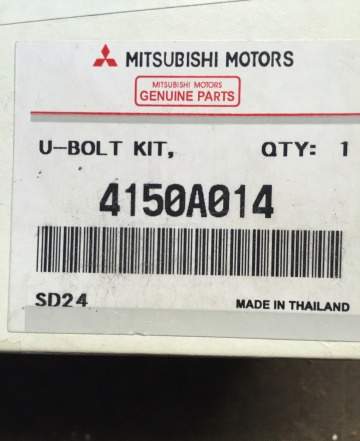 MITSUBISHI MOTORS
MITSUBISHI MOTORS
GENUINE PARTS
U-BOLT KIT, QTY: 1
4150A014
SD24 MADE IN THAILAND